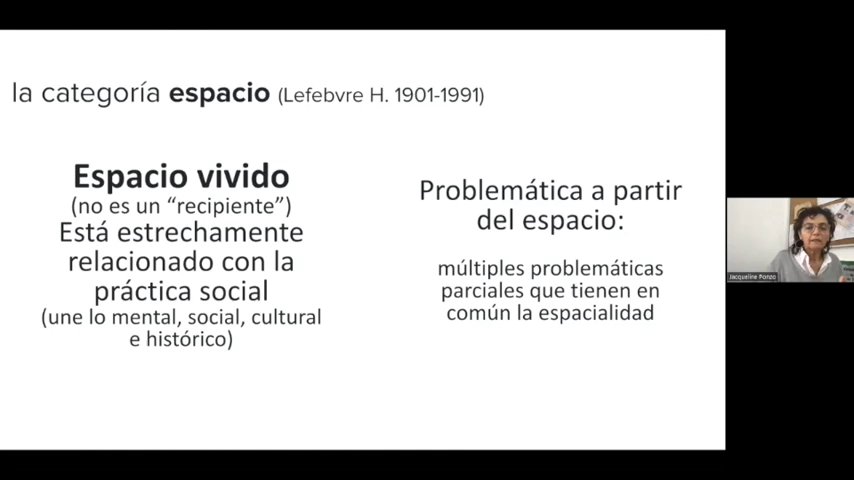 la categoría espacio (Lefebvre H. 1901-1991)
Espacio vivido
(no es un “recipiente”)
Está estrechamente
relacionado con la
práctica social
(une lo mental, social, cultural
e histórico)
Problemática a partir
del espacio:
múltiples problemáticas
parciales que tienen en
común la espacialidad
Jacqueline Ponzo